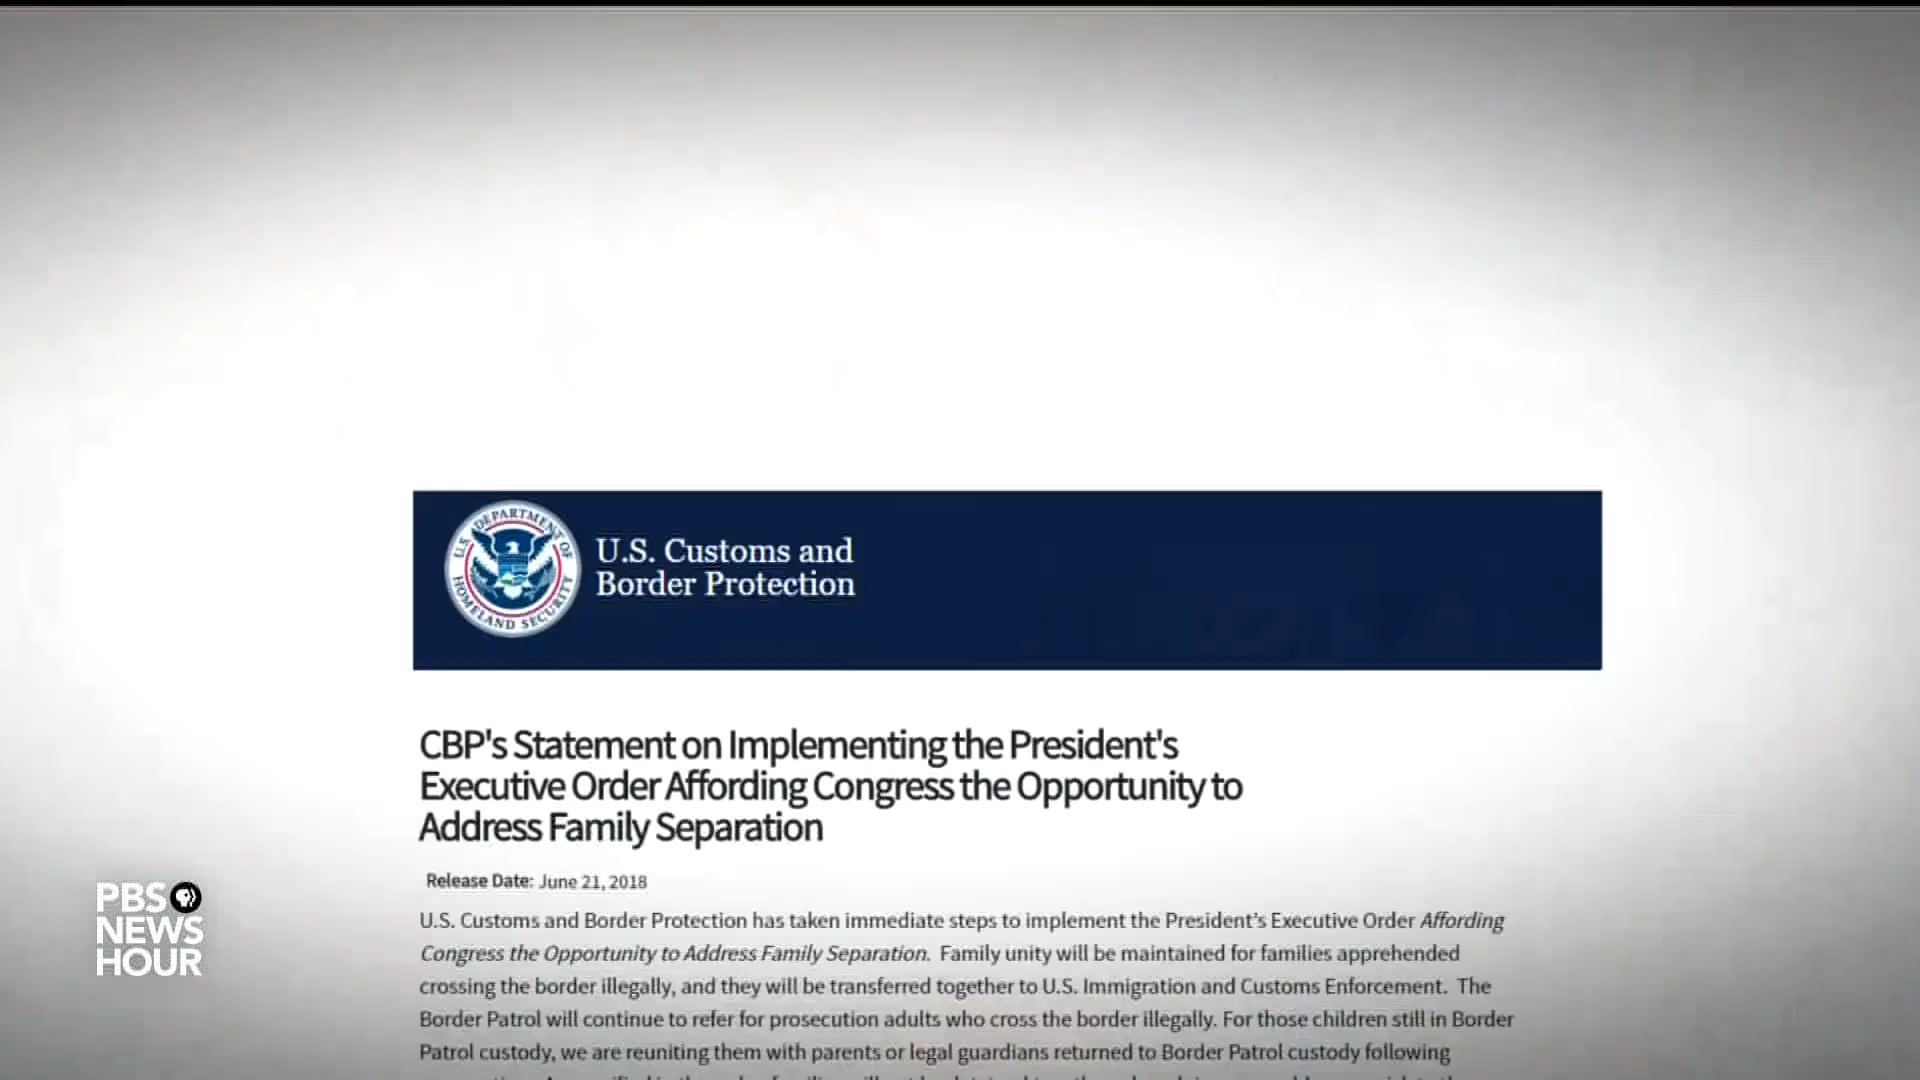 U.S. DEPARTMENT OF HOMELAND SECURITY
U.S. Customs and
Border Protection
CBP's Statement on Implementing the President's
Executive Order Affording Congress the Opportunity to
Address Family Separation
Release Date: June 21, 2018
U.S. Customs and Border Protection has taken immediate steps to implement the President's Executive Order Affording
Congress the Opportunity to Address Family Separation. Family unity will be maintained for families apprehended
crossing the border illegally, and they will be transferred together to U.S. Immigration and Customs Enforcement. The
Border Patrol will continue to refer for prosecution adults who cross the border illegally. For those children still in Border
Patrol custody, we are reuniting them with parents or legal guardians returned to Border Patrol custody following
PBS
NEWS
HOUR